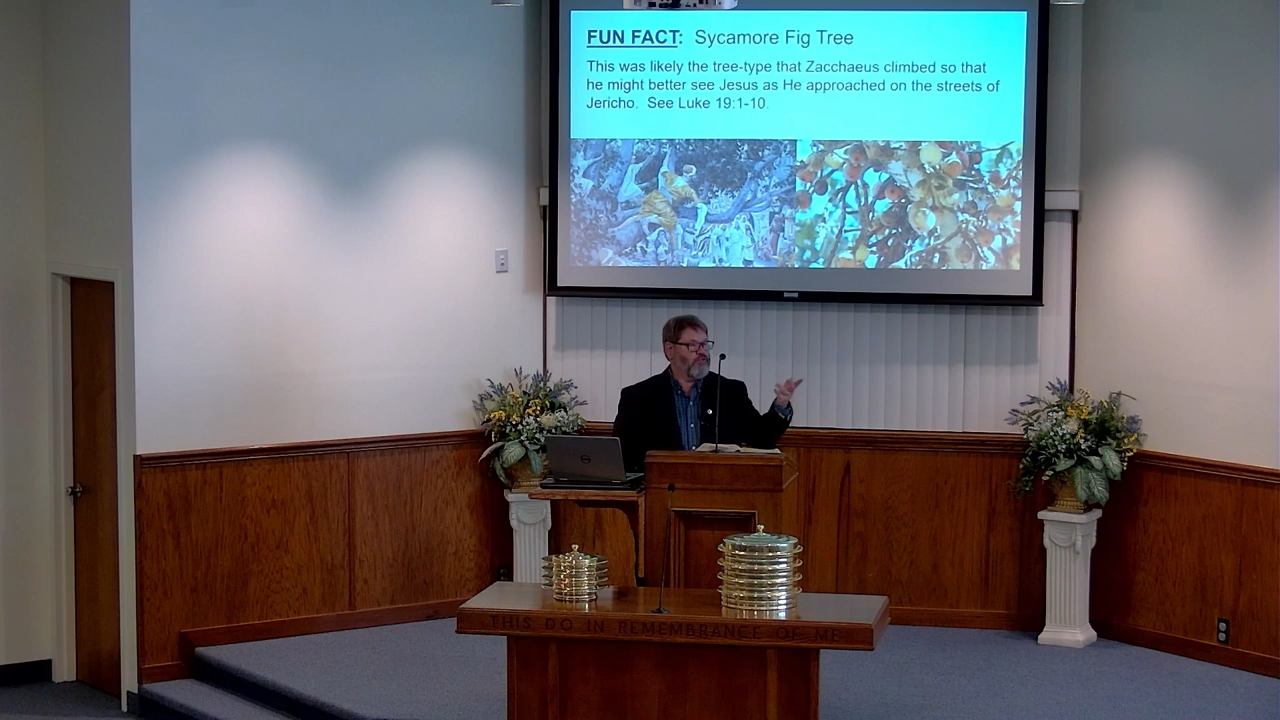 FUN FACT: Sycamore Fig Tree
This was likely the tree-type that Zacchaeus climbed so that
he might better see Jesus as He approached on the streets of
Jericho. See Luke 19:1-10.
THIS DO IN REMEMBRANCE OF ME